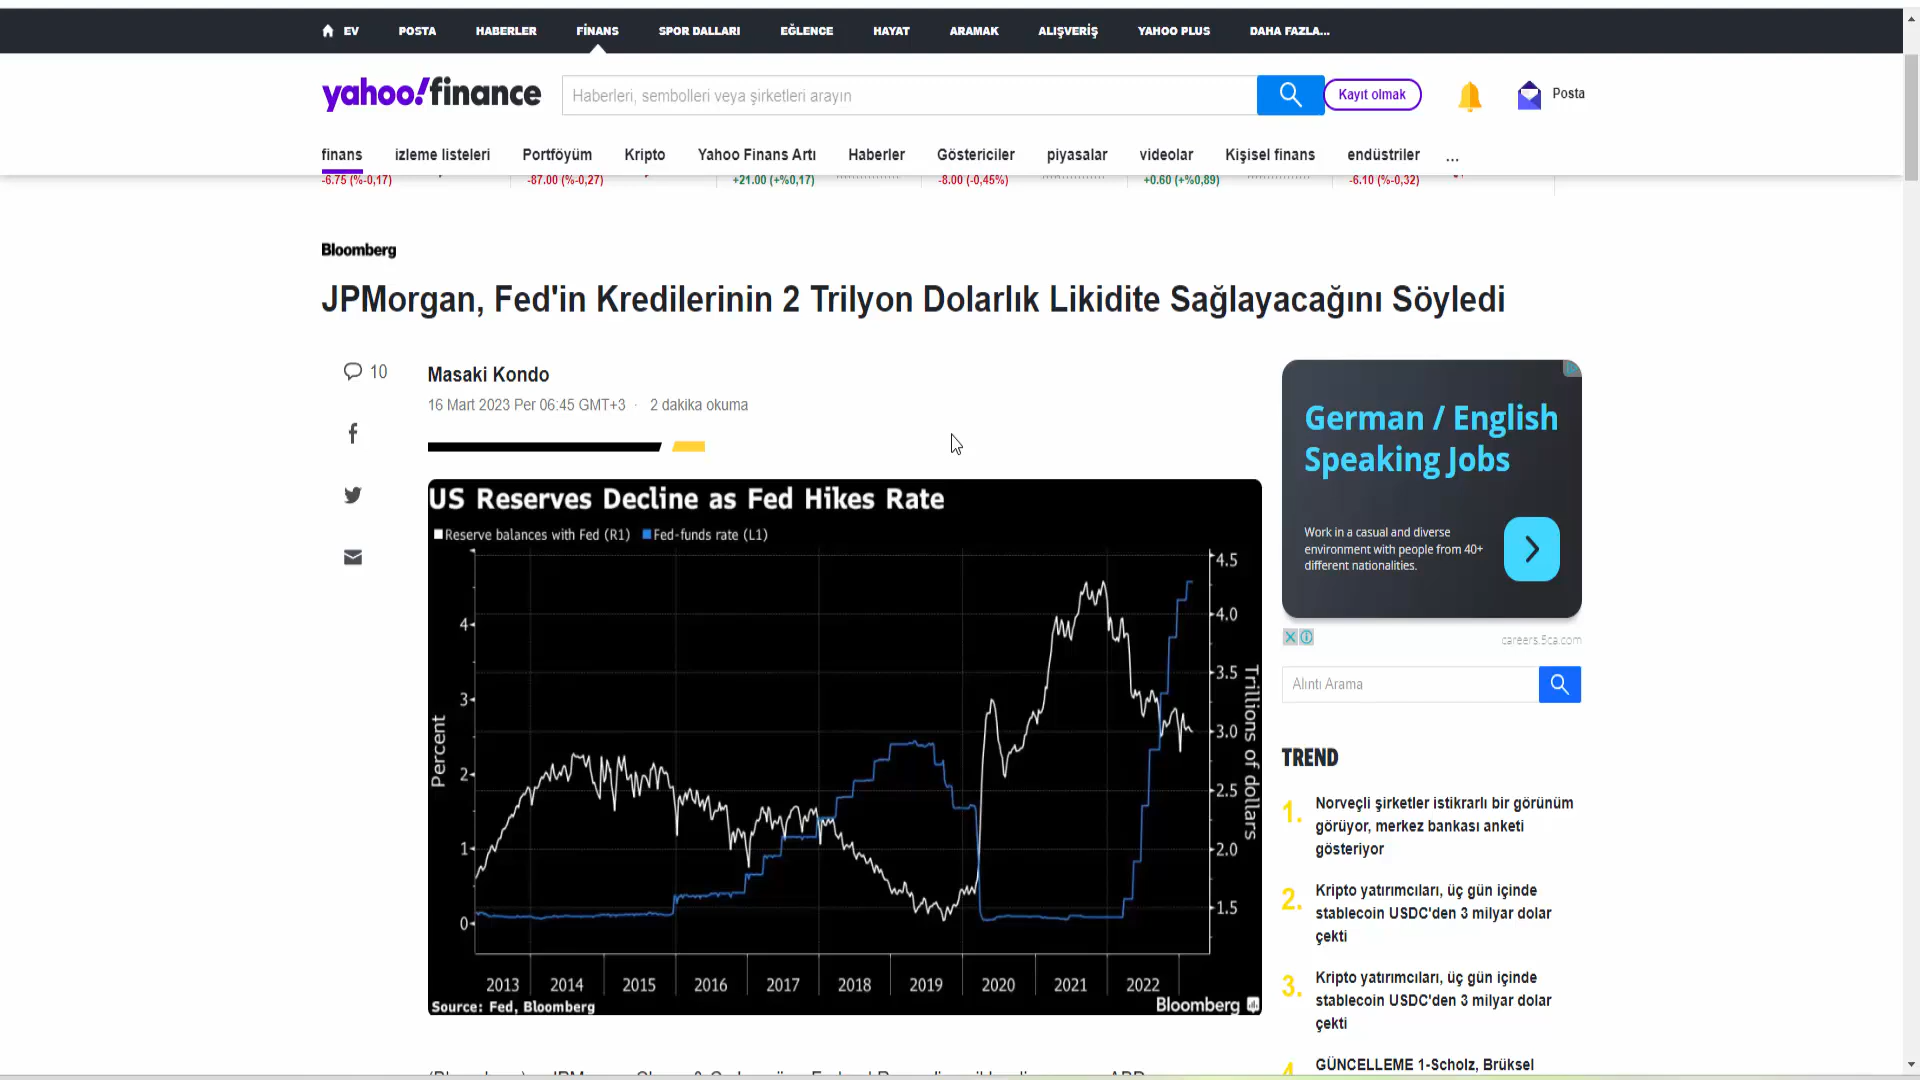 EV POSTA HABERLER FİNANS SPOR DALLARI EĞLENCE HAYAT ARAMAK ALIŞVERİŞ YAHOO PLUS DAHA FAZLA...
yahoo!finance
Haberleri, sembolleri veya şirketleri arayın
Kayıt olmak
Posta
finans izleme listeleri Portföyüm Kripto Yahoo Finans Artı Haberler Göstericiler piyasalar videolar Kişisel finans endüstriler ...
-6.75 (%-0,17) -87.00 (%-0,27) +21.00 (+%0,17) -8.00 (-0,45%) +0.60 (+%0,89) -6.10 (%-0,32)
Bloomberg
JPMorgan, Fed'in Kredilerinin 2 Trilyon Dolarlık Likidite Sağlayacağını Söyledi
10
Masaki Kondo
16 Mart 2023 Per 06:45 GMT+3 · 2 dakika okuma
US Reserves Decline as Fed Hikes Rate
Reserve balances with Fed (R1) Fed-funds rate (L1)
Percent
4
3
2
1
0
4.5
4.0
3.5
3.0
2.5
2.0
1.5
Trillions of dollars
2013 2014 2015 2016 2017 2018 2019 2020 2021 2022
Source: Fed, Bloomberg
Bloomberg
German / English
Speaking Jobs
Work in a casual and diverse
environment with people from 40+
different nationalities.
careers.5ca.com
Alıntı Arama
TREND
1. Norveçli şirketler istikrarlı bir görünüm
görüyor, merkez bankası anketi
gösteriyor
2. Kripto yatırımcıları, üç gün içinde
stablecoin USDC'den 3 milyar dolar
çekti
3. Kripto yatırımcıları, üç gün içinde
stablecoin USDC'den 3 milyar dolar
çekti
4. GÜNCELLEME 1-Scholz, Brüksel